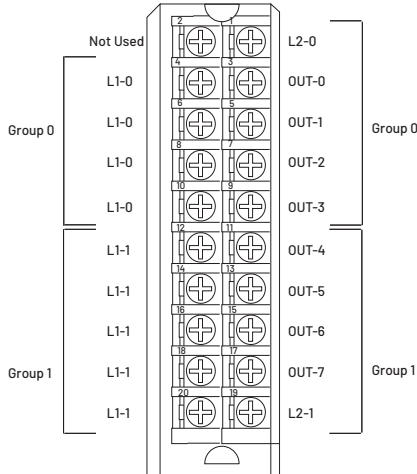 2 1
Not Used L2-0
4 3
L1-0 OUT-0
6 5
L1-0 OUT-1
8 7
Group 0 L1-0 OUT-2 Group 0
10 9
L1-0 OUT-3
12 11
L1-1 OUT-4
14 13
L1-1 OUT-5
16 15
L1-1 OUT-6
18 17
Group 1 L1-1 OUT-7 Group 1
20 19
L1-1 L2-1